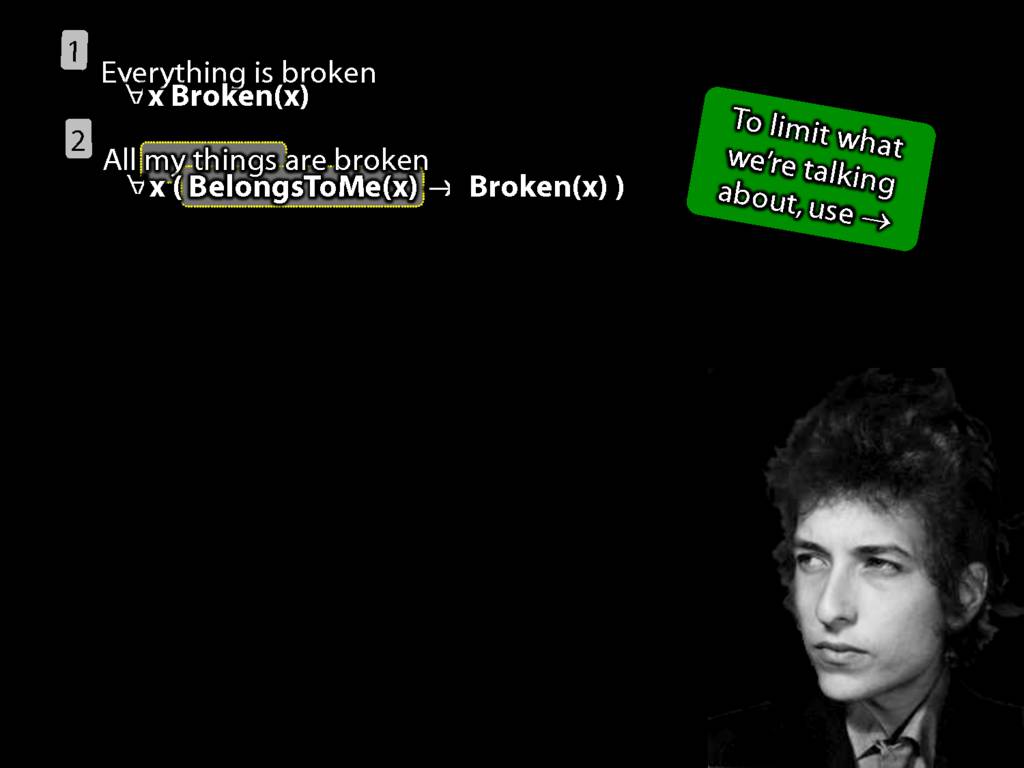 1
Everything is broken
∀ x Broken(x)
2
All my things are broken
∀ x ( BelongsToMe(x) → Broken(x) )
To limit what
we're talking
about, use →